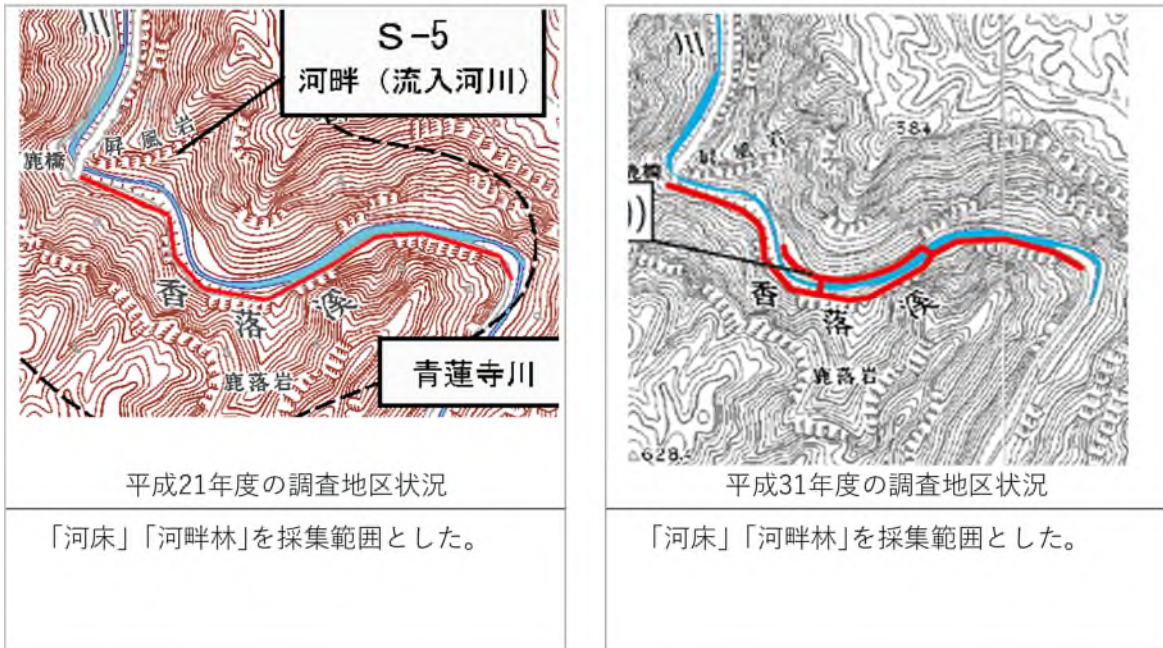 S-5
河畔（流入河川）
川
屏風岩
鹿橋
香落渓
鹿落岩
青蓮寺川
平成21年度の調査地区状況
「河床」「河畔林」を採集範囲とした。
川
384
香落渓
鹿落岩
628
平成31年度の調査地区状況
「河床」「河畔林」を採集範囲とした。